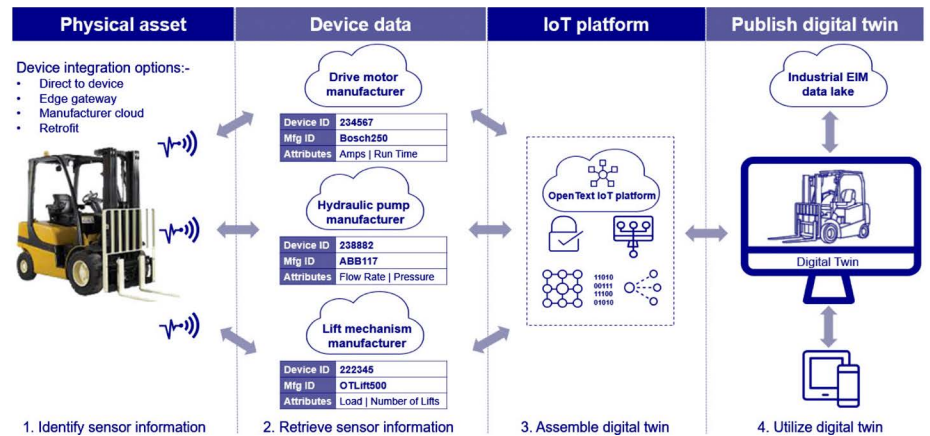 Physical asset
Device data
IoT platform
Publish digital twin
Device integration options:-
• Direct to device
• Edge gateway
• Manufacturer cloud
• Retrofit
Drive motor
manufacturer
Device ID 234567
Mfg ID Bosch250
Attributes Amps | Run Time
Hydraulic pump
manufacturer
Device ID 238882
Mfg ID ABB117
Attributes Flow Rate | Pressure
Lift mechanism
manufacturer
Device ID 222345
Mfg ID OTLift500
Attributes Load | Number of Lifts
OpenText IoT platform
11010
00111
11100
01010
Industrial EIM
data lake
Digital Twin
1. Identify sensor information
2. Retrieve sensor information
3. Assemble digital twin
4. Utilize digital twin